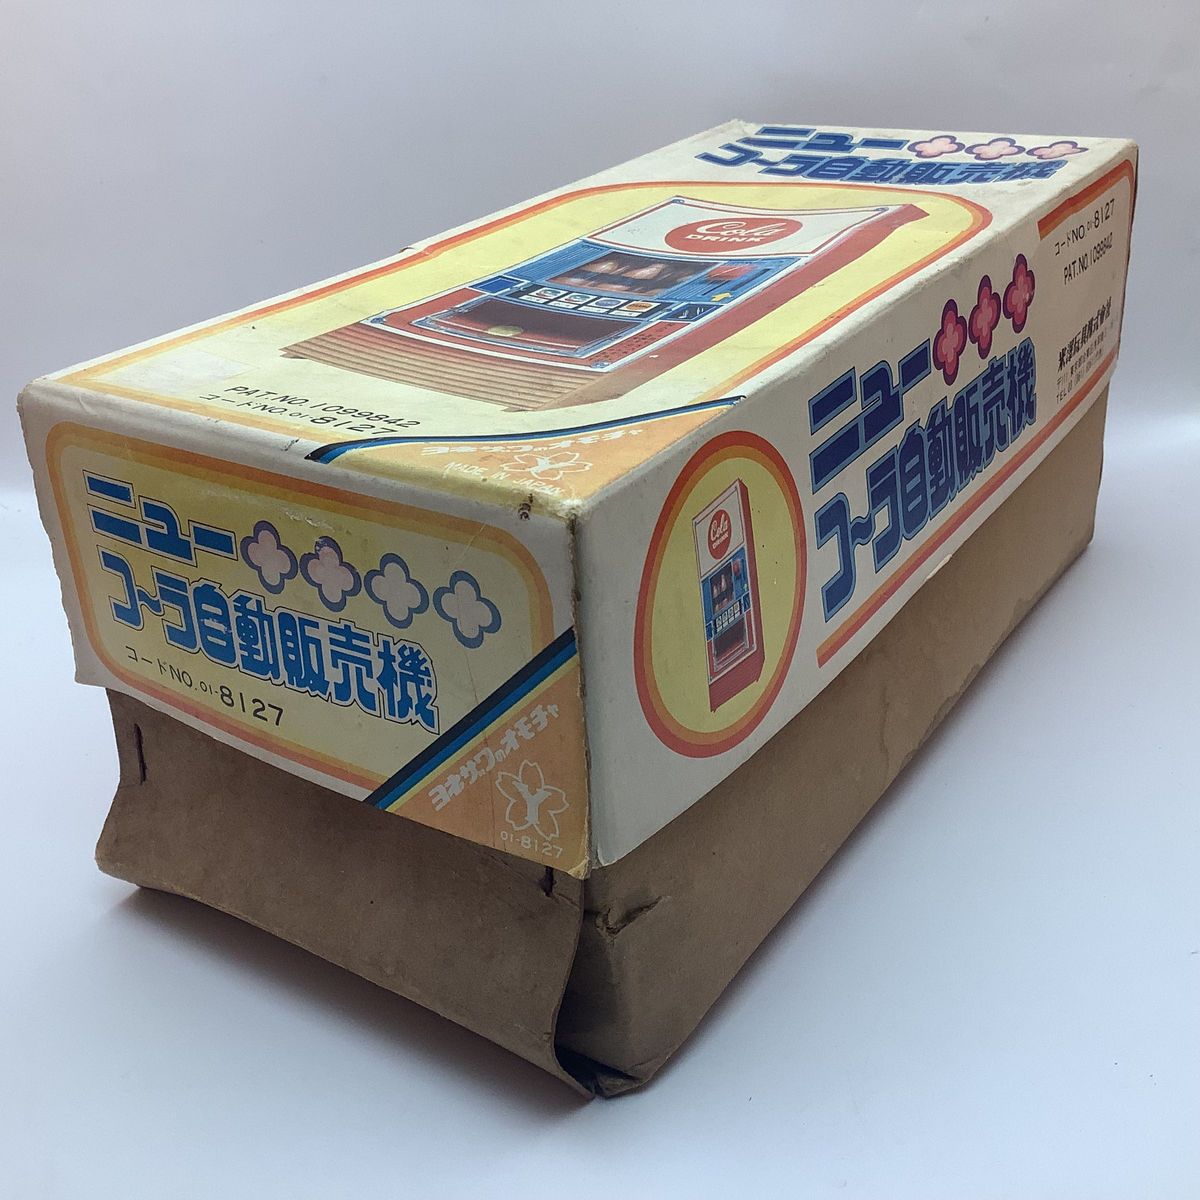 ニュー
コーラ自動販売機
Cola
DRINK
PAT.NO.1099842
コードNO.01-8127
ヨネザワのオモチャ
MADE IN JAPAN
ニュー
コーラ自動販売機
コードNO.01-8127
ヨネザワのオモチャ
01-8127
Cola
DRINK
ニュー
コーラ自動販売機
コードNO.01-8127
PAT.NO.1099842
米澤玩具株式會社